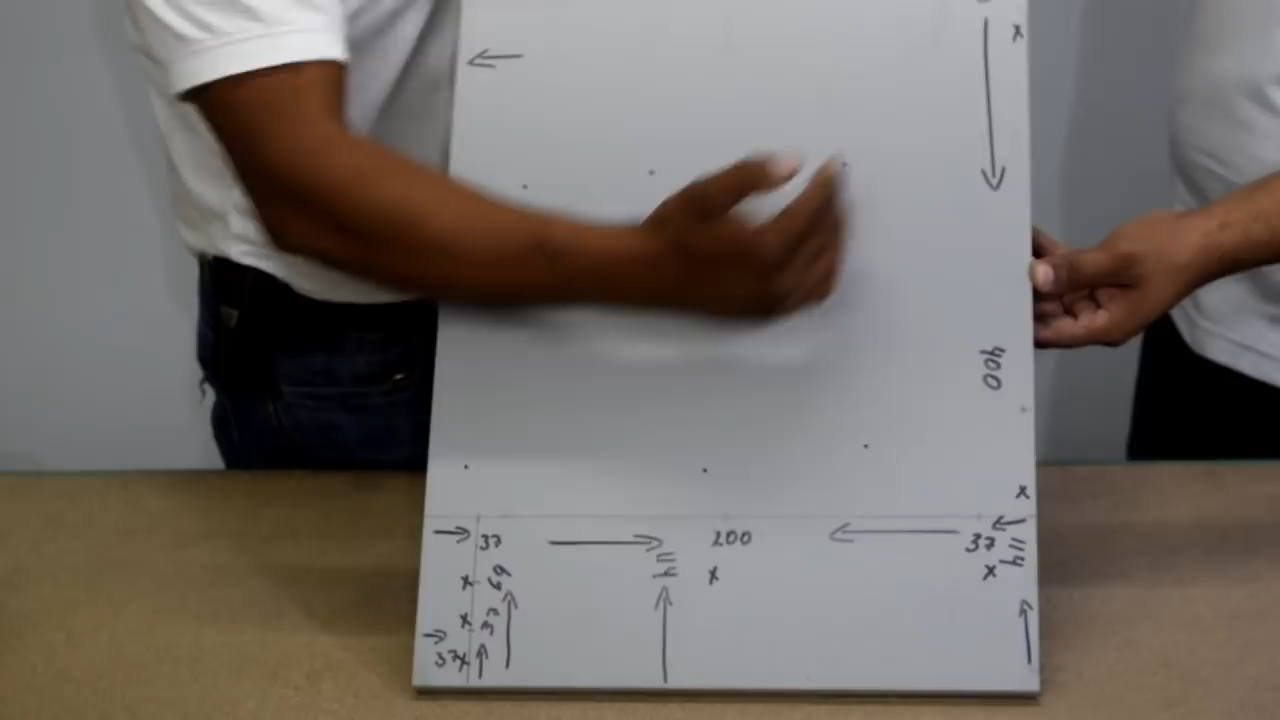 x
400
x
37 200 37 114
114
x 69 x x
x 37
37 x